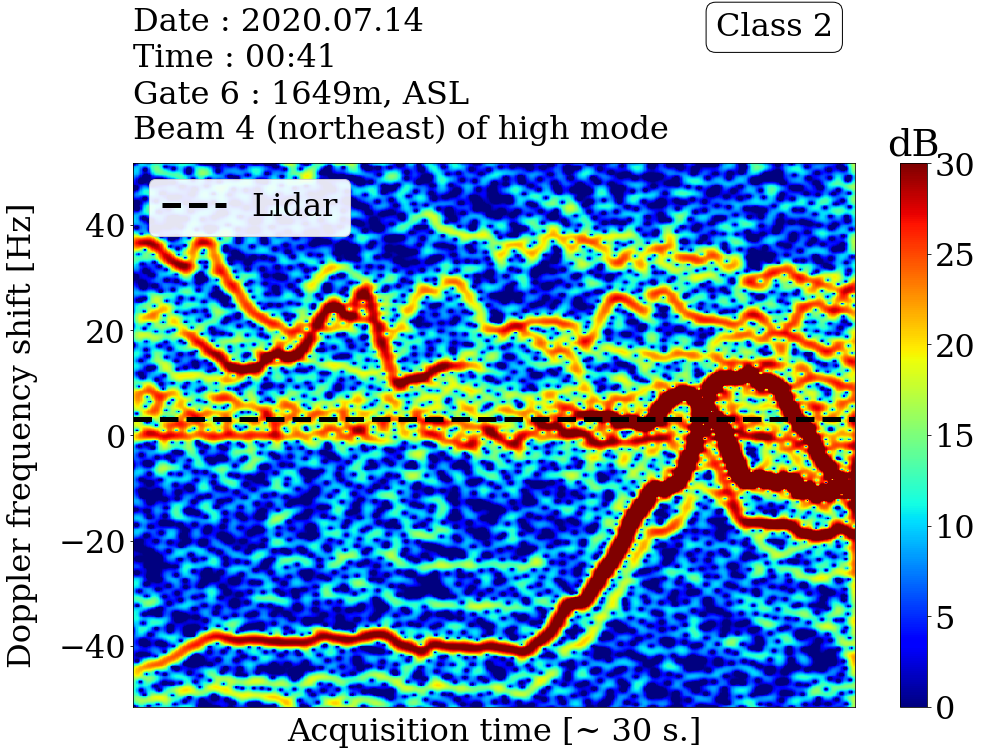 Date : 2020.07.14
Time : 00:41
Gate 6 : 1649m, ASL
Beam 4 (northeast) of high mode
Class 2
dB
Lidar
Doppler frequency shift [Hz]
40
20
0
−20
−40
30
25
20
15
10
5
0
Acquisition time [~ 30 s.]